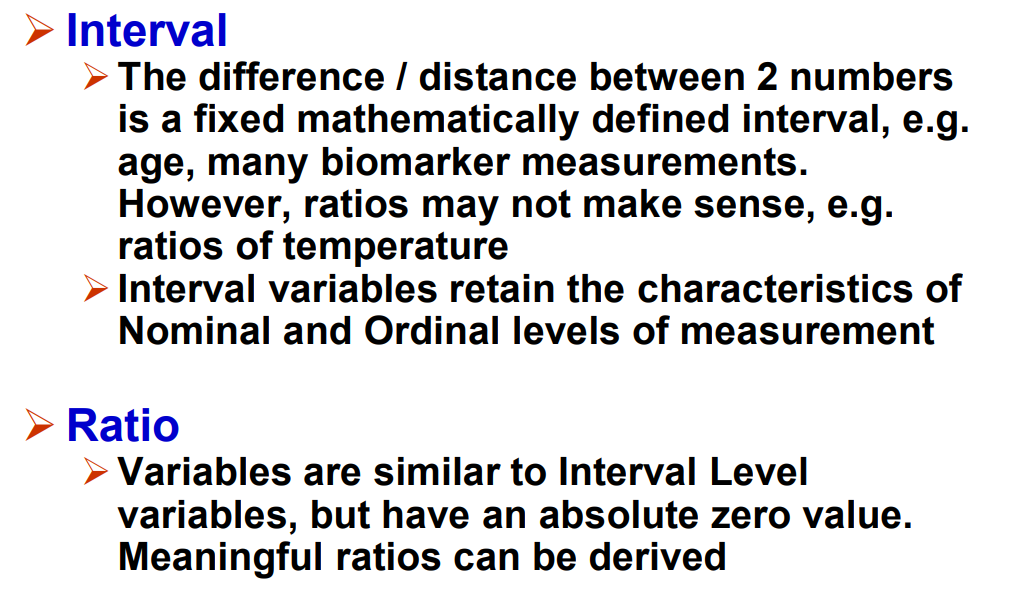 Interval
The difference / distance between 2 numbers
is a fixed mathematically defined interval, e.g.
age, many biomarker measurements.
However, ratios may not make sense, e.g.
ratios of temperature
Interval variables retain the characteristics of
Nominal and Ordinal levels of measurement
Ratio
Variables are similar to Interval Level
variables, but have an absolute zero value.
Meaningful ratios can be derived